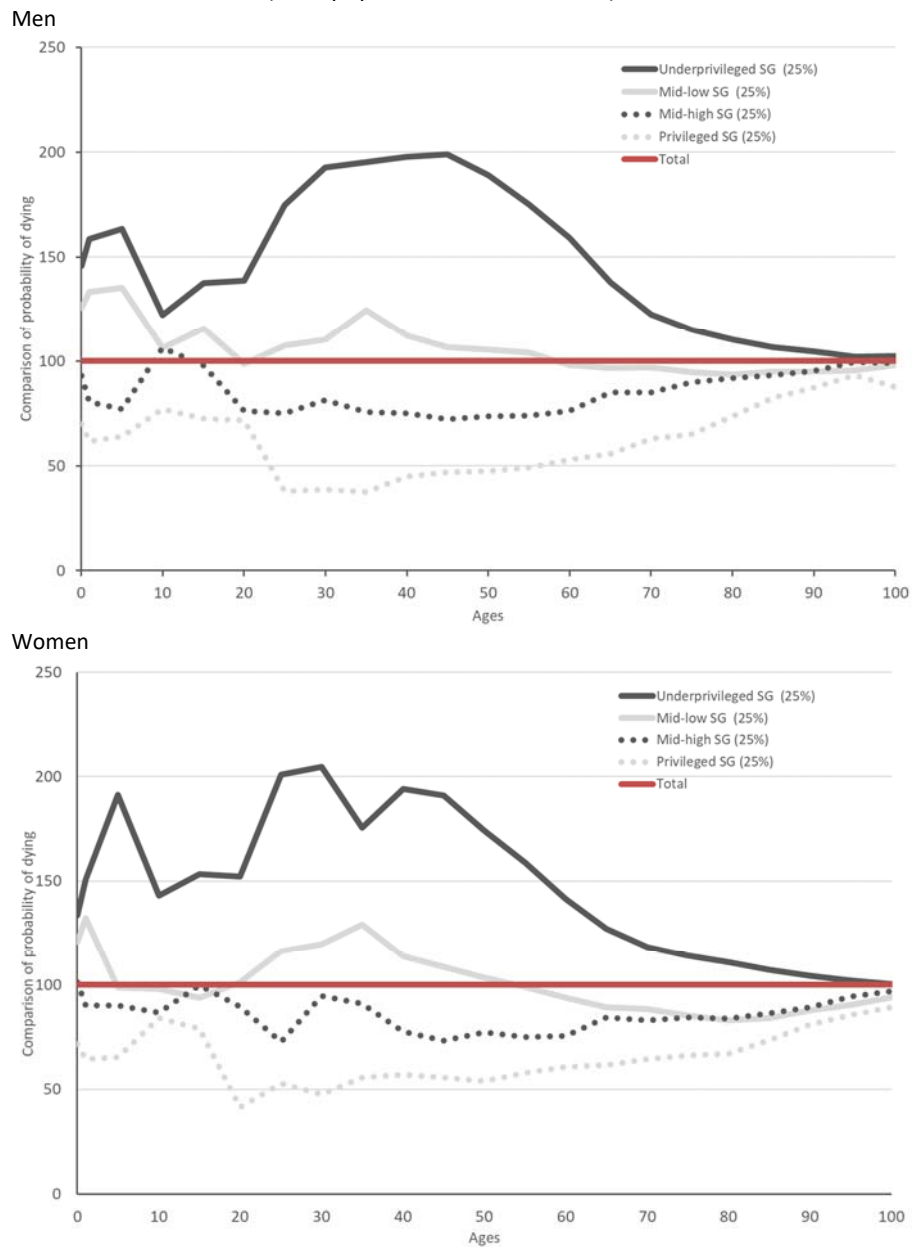 Men
250
200
150
100
50
0
Comparison of probability of dying
Underprivileged SG (25%)
Mid-low SG (25%)
Mid-high SG (25%)
Privileged SG (25%)
Total
0 10 20 30 40 50 60 70 80 90 100
Ages
Women
250
200
150
100
50
0
Comparison of probability of dying
Underprivileged SG (25%)
Mid-low SG (25%)
Mid-high SG (25%)
Privileged SG (25%)
Total
0 10 20 30 40 50 60 70 80 90 100
Ages